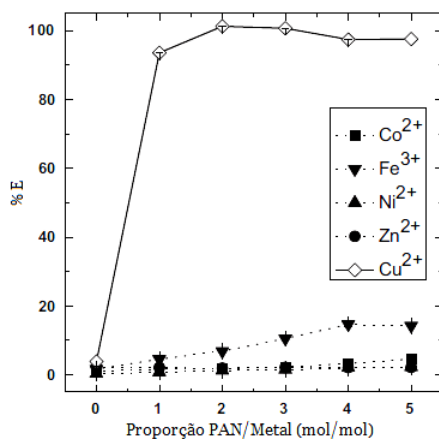 100
80
60
40
20
0
% E
Co2+
Fe3+
Ni2+
Zn2+
Cu2+
0 1 2 3 4 5
Proporção PAN/Metal (mol/mol)